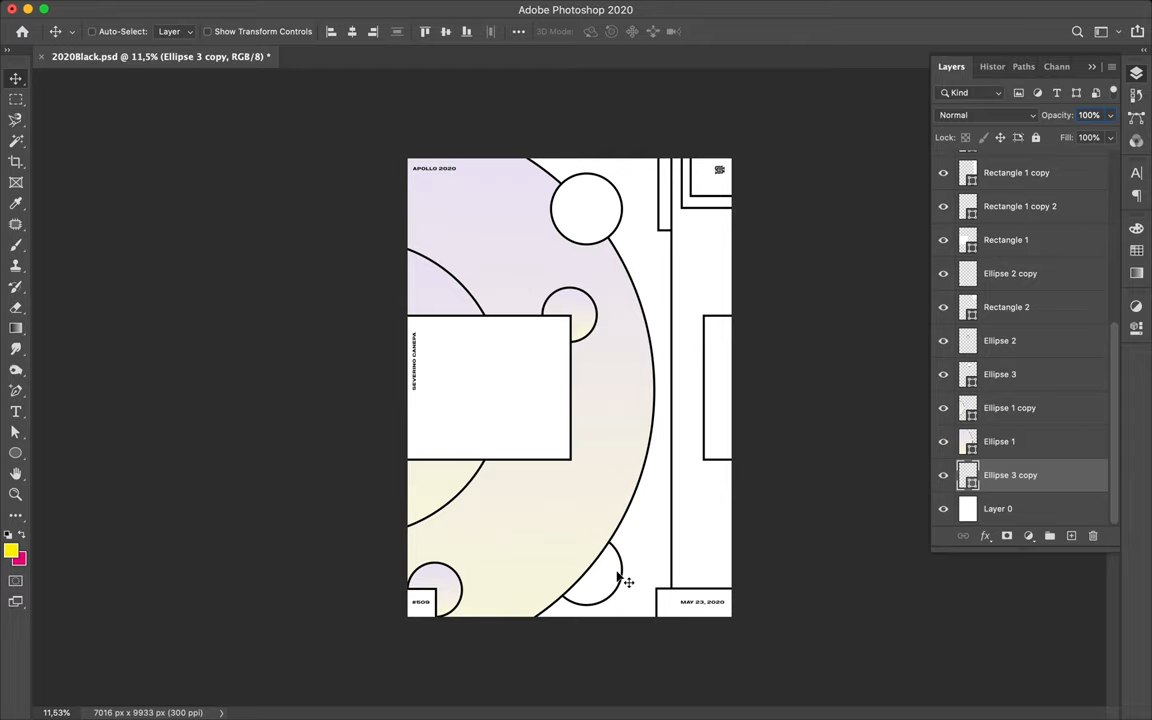 Adobe Photoshop 2020
Auto-Select:
Layer
Show Transform Controls
3D Mode:
2020Black.psd @ 11,5% (Ellipse 3 copy, RGB/8) *
Layers
Histor
Paths
Chann
Kind
Normal
Opacity:
100%
Lock:
Fill:
100%
Rectangle 1 copy
Rectangle 1 copy 2
Rectangle 1
Ellipse 2 copy
Rectangle 2
Ellipse 2
Ellipse 3
Ellipse 1 copy
Ellipse 1
Ellipse 3 copy
Layer 0
fx
APOLLO 2020
SEVERINO CANEPA
#509
MAY 23, 2020
11,53%
7016 px x 9933 px (300 ppi)